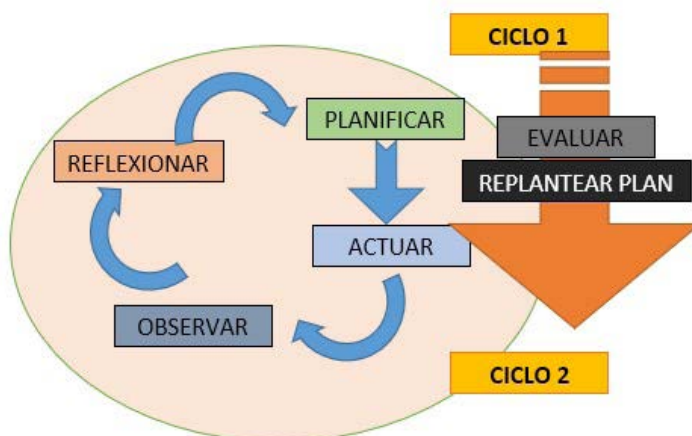 CICLO 1
PLANIFICAR
EVALUAR
REFLEXIONAR
REPLANTEAR PLAN
ACTUAR
OBSERVAR
CICLO 2